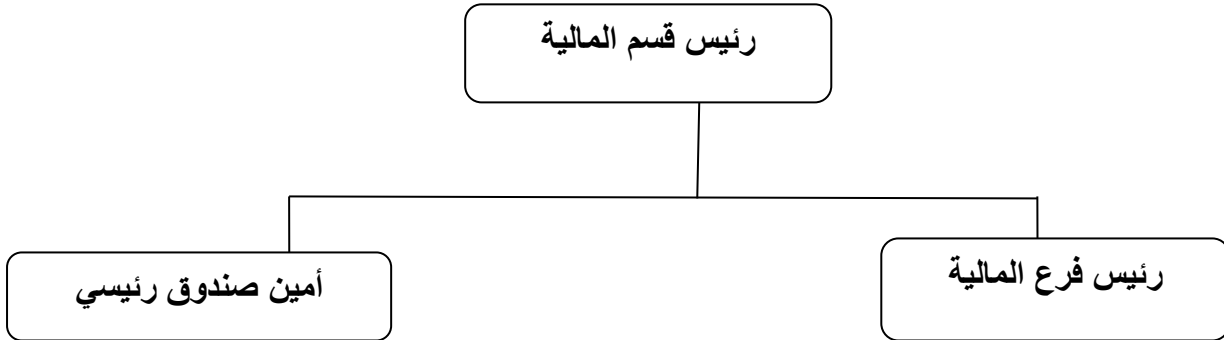 رئيس قسم المالية
رئيس فرع المالية
أمين صندوق رئيسي